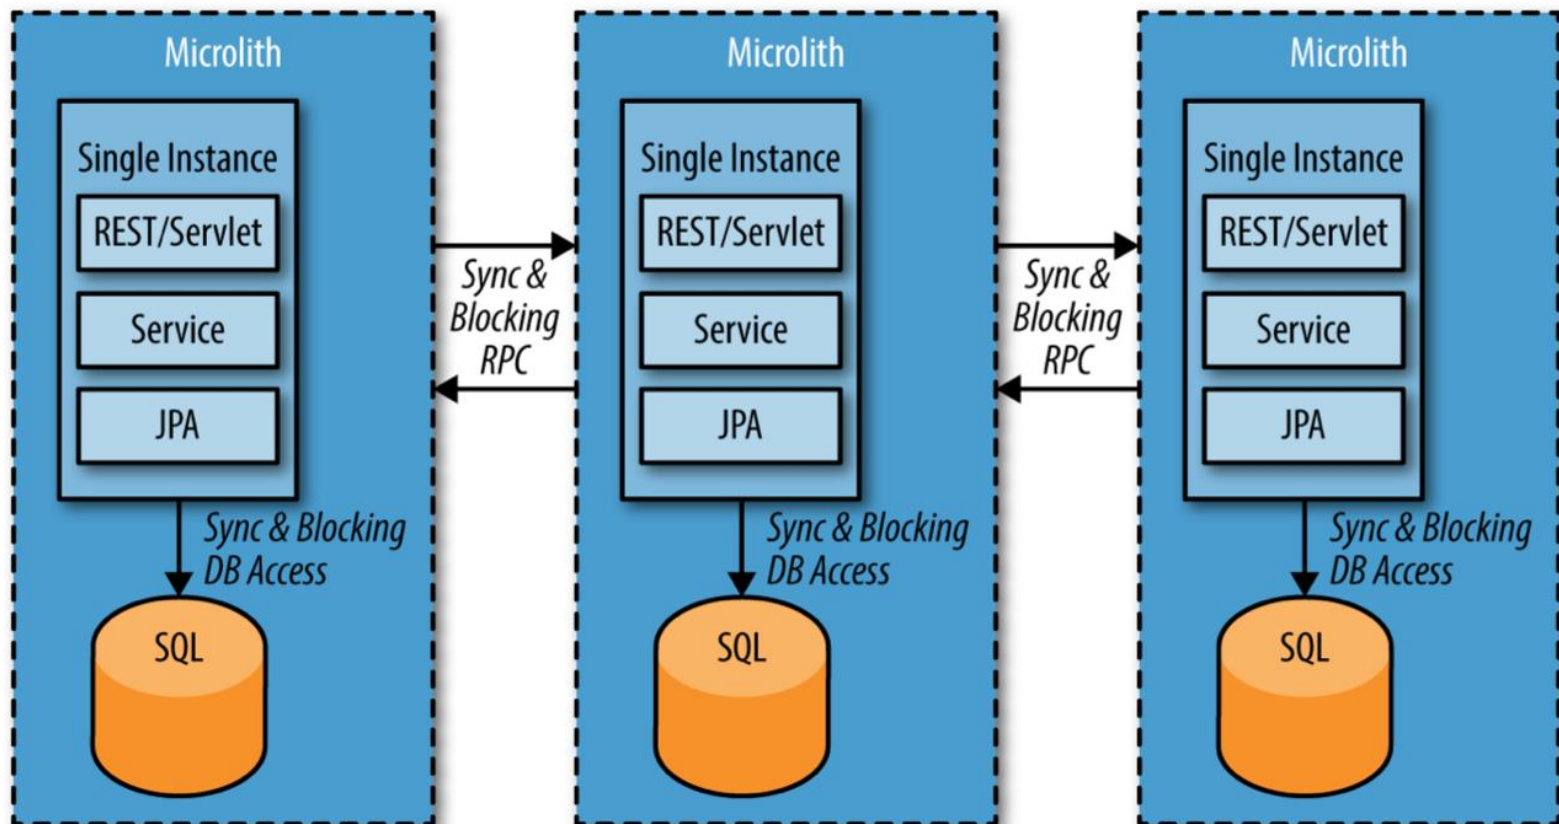 Microlith
Single Instance
REST/Servlet
Service
JPA
Sync & Blocking
DB Access
SQL
Sync &
Blocking
RPC
Microlith
Single Instance
REST/Servlet
Service
JPA
Sync & Blocking
DB Access
SQL
Sync &
Blocking
RPC
Microlith
Single Instance
REST/Servlet
Service
JPA
Sync & Blocking
DB Access
SQL